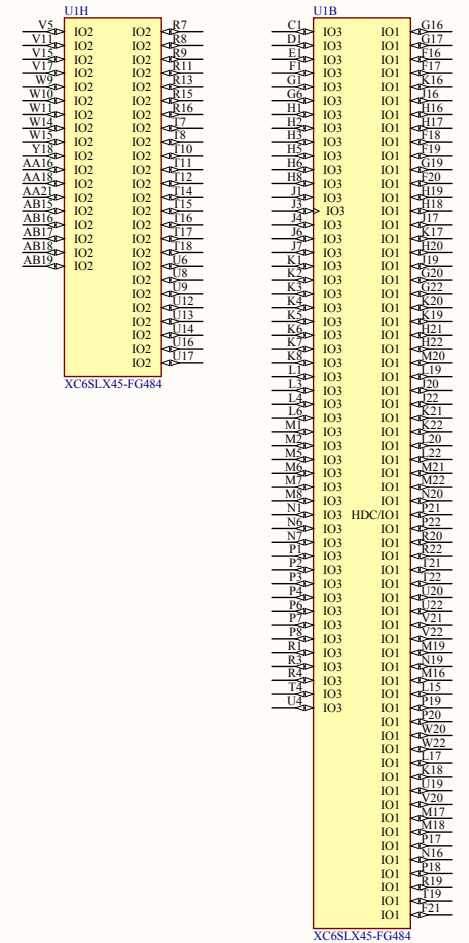 U1H
V5 IO2 IO2 R7
V11 IO2 IO2 R8
V15 IO2 IO2 R9
V17 IO2 IO2 R11
W9 IO2 IO2 R13
W10 IO2 IO2 R15
W11 IO2 IO2 R16
W14 IO2 IO2 T7
W15 IO2 IO2 T8
Y18 IO2 IO2 T10
AA16 IO2 IO2 T11
AA18 IO2 IO2 T12
AA21 IO2 IO2 T14
AB15 IO2 IO2 T15
AB16 IO2 IO2 T16
AB17 IO2 IO2 T17
AB18 IO2 IO2 T18
AB19 IO2 IO2 U6
IO2 U8
IO2 U9
IO2 U12
IO2 U13
IO2 U14
IO2 U16
IO2 U17
XC6SLX45-FG484
U1B
C1 IO3 IO1 G16
D1 IO3 IO1 G17
E1 IO3 IO1 F16
F1 IO3 IO1 F17
G1 IO3 IO1 K16
G6 IO3 IO1 J16
H1 IO3 IO1 H16
H2 IO3 IO1 H17
H3 IO3 IO1 F18
H5 IO3 IO1 F19
H6 IO3 IO1 G19
H8 IO3 IO1 F20
J1 IO3 IO1 H19
J3 IO3 IO1 H18
J4 IO3 IO1 J17
J6 IO3 IO1 K17
J7 IO3 IO1 H20
K1 IO3 IO1 J19
K2 IO3 IO1 G20
K3 IO3 IO1 G22
K4 IO3 IO1 K20
K5 IO3 IO1 K19
K6 IO3 IO1 H21
K7 IO3 IO1 H22
K8 IO3 IO1 M20
L1 IO3 IO1 L19
L3 IO3 IO1 J20
L4 IO3 IO1 J22
L6 IO3 IO1 K21
M1 IO3 IO1 K22
M2 IO3 IO1 L20
M5 IO3 IO1 L22
M6 IO3 IO1 M21
M7 IO3 IO1 M22
M8 IO3 IO1 N20
N1 IO3 HDC/IO1 P21
N6 IO3 IO1 P22
N7 IO3 IO1 R20
P1 IO3 IO1 R22
P2 IO3 IO1 T21
P3 IO3 IO1 T22
P4 IO3 IO1 U20
P6 IO3 IO1 U22
P7 IO3 IO1 V21
P8 IO3 IO1 V22
R1 IO3 IO1 M19
R3 IO3 IO1 N19
R4 IO3 IO1 M16
T4 IO3 IO1 L15
U4 IO3 IO1 P19
IO1 P20
IO1 W20
IO1 W22
IO1 L17
IO1 K18
IO1 U19
IO1 V20
IO1 M17
IO1 M18
IO1 P17
IO1 N16
IO1 P18
IO1 R19
IO1 T19
IO1 F21
XC6SLX45-FG484